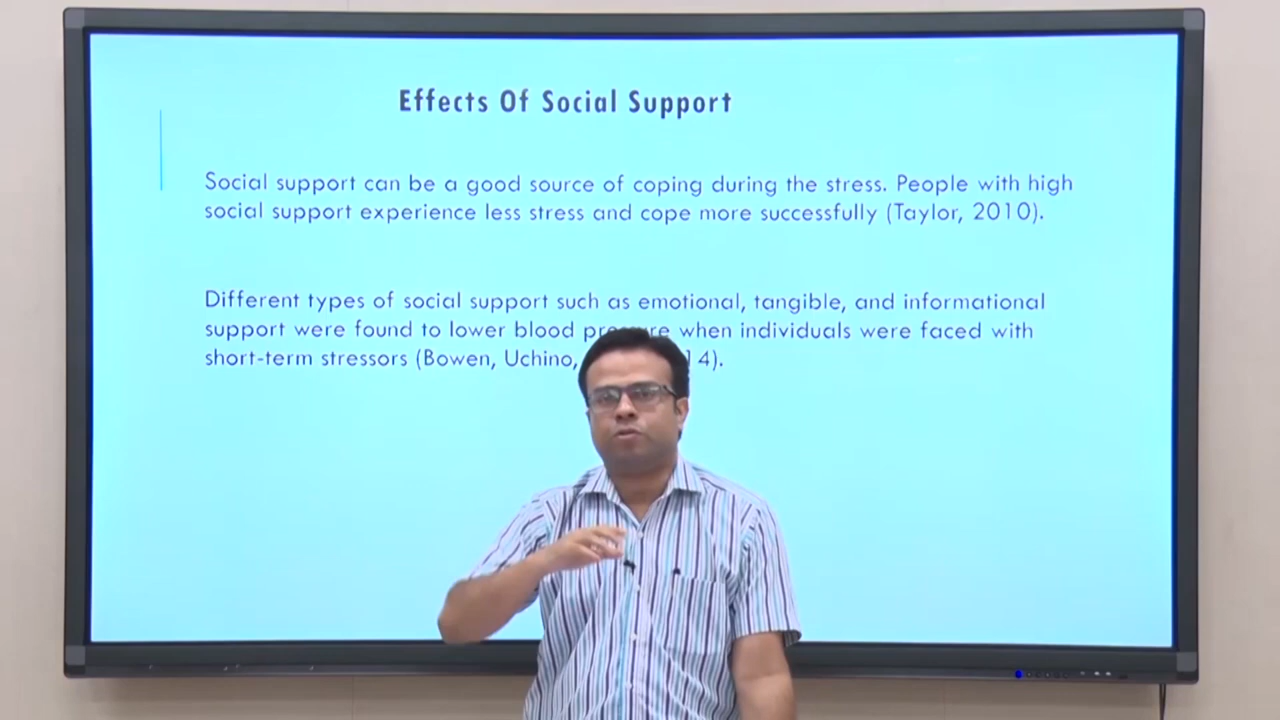 Effects Of Social Support
Social support can be a good source of coping during the stress. People with high
social support experience less stress and cope more successfully (Taylor, 2010).
Different types of social support such as emotional, tangible, and informational
support were found to lower blood pressure when individuals were faced with
short-term stressors (Bowen, Uchino, 14).